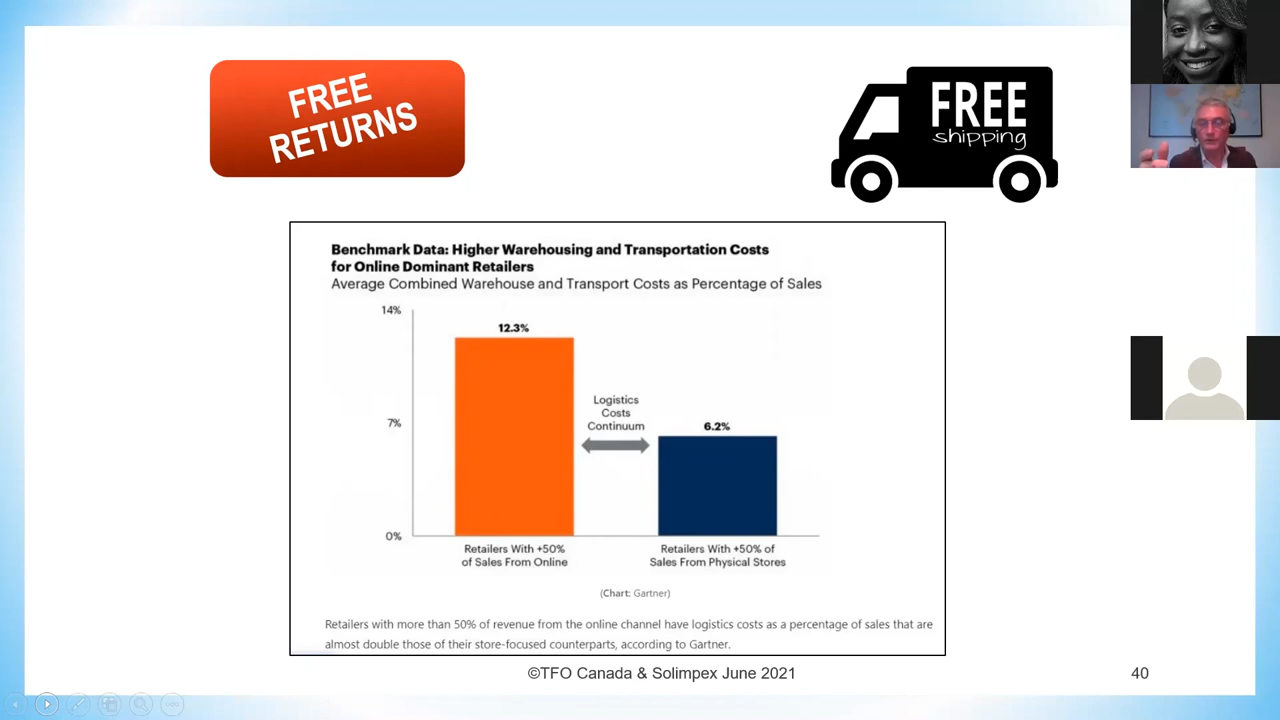 FREE
RETURNS
FREE
shipping
Benchmark Data: Higher Warehousing and Transportation Costs
for Online Dominant Retailers
Average Combined Warehouse and Transport Costs as Percentage of Sales
14%
12.3%
Logistics
Costs
Continuum
7%
6.2%
0%
Retailers With +50%
of Sales From Online
Retailers With +50% of
Sales From Physical Stores
(Chart: Gartner)
Retailers with more than 50% of revenue from the online channel have logistics costs as a percentage of sales that are
almost double those of their store-focused counterparts, according to Gartner.
©TFO Canada & Solimpex June 2021
40